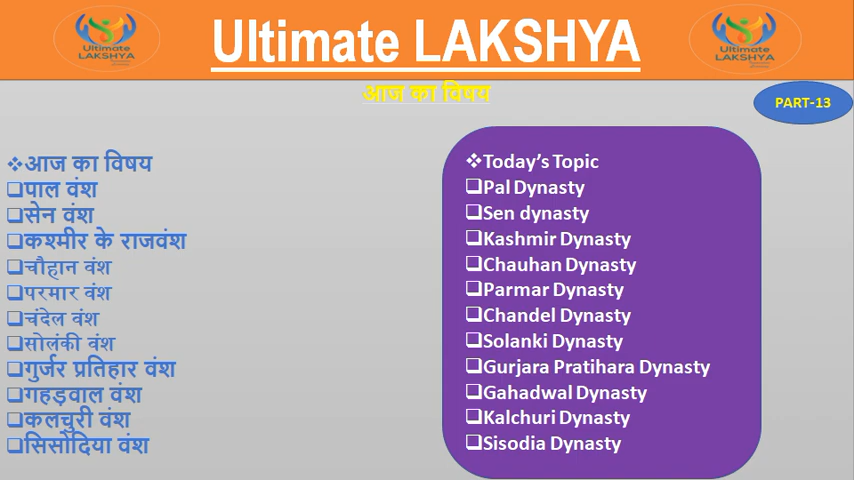 Ultimate
LAKSHYA
Ultimate LAKSHYA
Ultimate
LAKSHYA
आज का विषय
PART-13
❖आज का विषय
❑पाल वंश
❑सेन वंश
❑कश्मीर के राजवंश
❑चौहान वंश
❑परमार वंश
❑चंदेल वंश
❑सोलंकी वंश
❑गुर्जर प्रतिहार वंश
❑गहड़वाल वंश
❑कलचुरी वंश
❑सिसोदिया वंश
❖Today's Topic
❑Pal Dynasty
❑Sen dynasty
❑Kashmir Dynasty
❑Chauhan Dynasty
❑Parmar Dynasty
❑Chandel Dynasty
❑Solanki Dynasty
❑Gurjara Pratihara Dynasty
❑Gahadwal Dynasty
❑Kalchuri Dynasty
❑Sisodia Dynasty